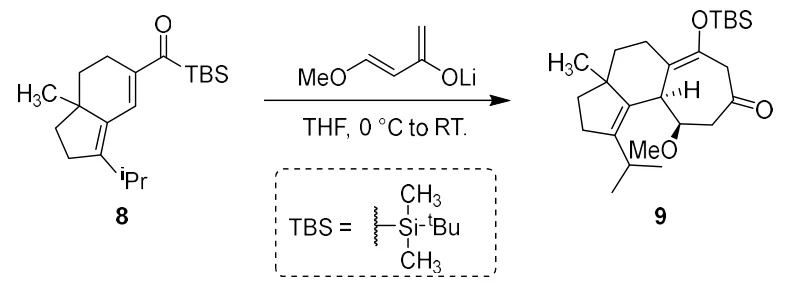 O
TBS
H₃C
ⁱPr
8
MeO
OLi
THF, 0 °C to RT.
TBS =
CH₃
Si-ᵗBu
CH₃
OTBS
H₃C
H
O
MeO
9